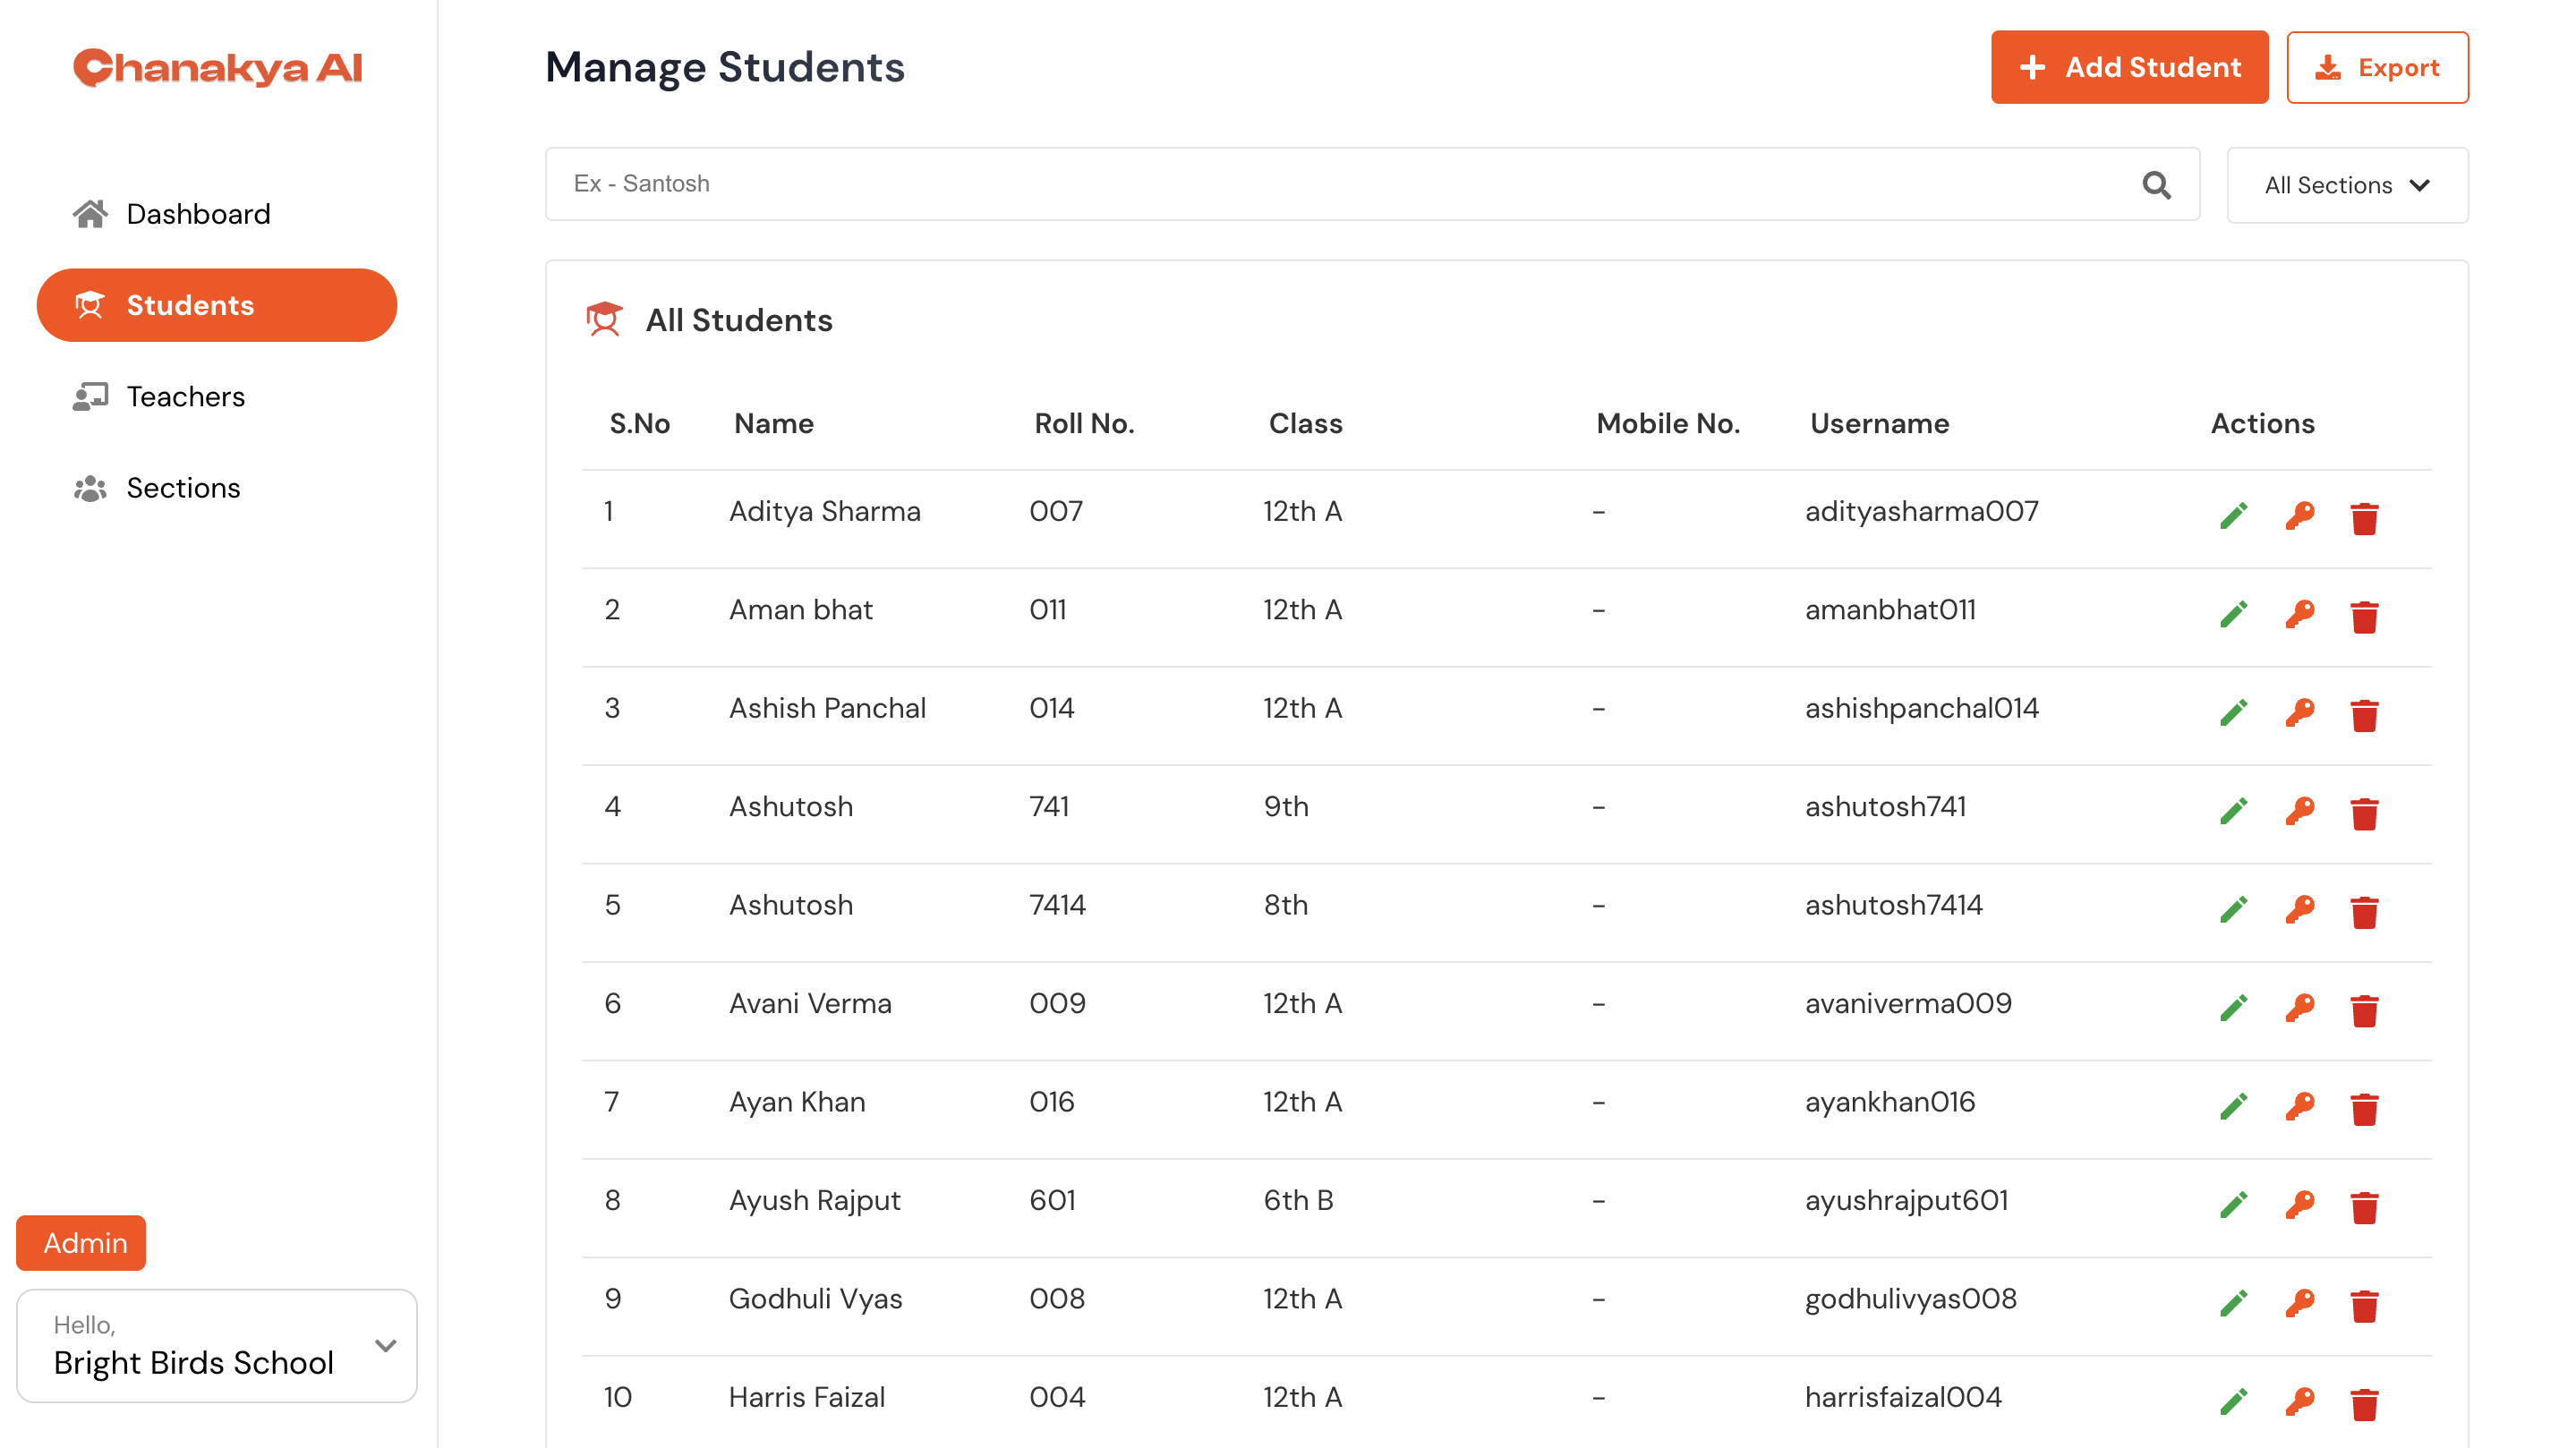 Chanakya AI
Dashboard
Students
Teachers
Sections
Admin
Hello,
Bright Birds School
Manage Students
Add Student
Export
Ex - Santosh
All Sections
All Students
S.No Name Roll No. Class Mobile No. Username Actions
1 Aditya Sharma 007 12th A - adityasharma007
2 Aman bhat 011 12th A - amanbhat011
3 Ashish Panchal 014 12th A - ashishpanchal014
4 Ashutosh 741 9th - ashutosh741
5 Ashutosh 7414 8th - ashutosh7414
6 Avani Verma 009 12th A - avaniverma009
7 Ayan Khan 016 12th A - ayankhan016
8 Ayush Rajput 601 6th B - ayushrajput601
9 Godhuli Vyas 008 12th A - godhulivyas008
10 Harris Faizal 004 12th A - harrisfaizal004